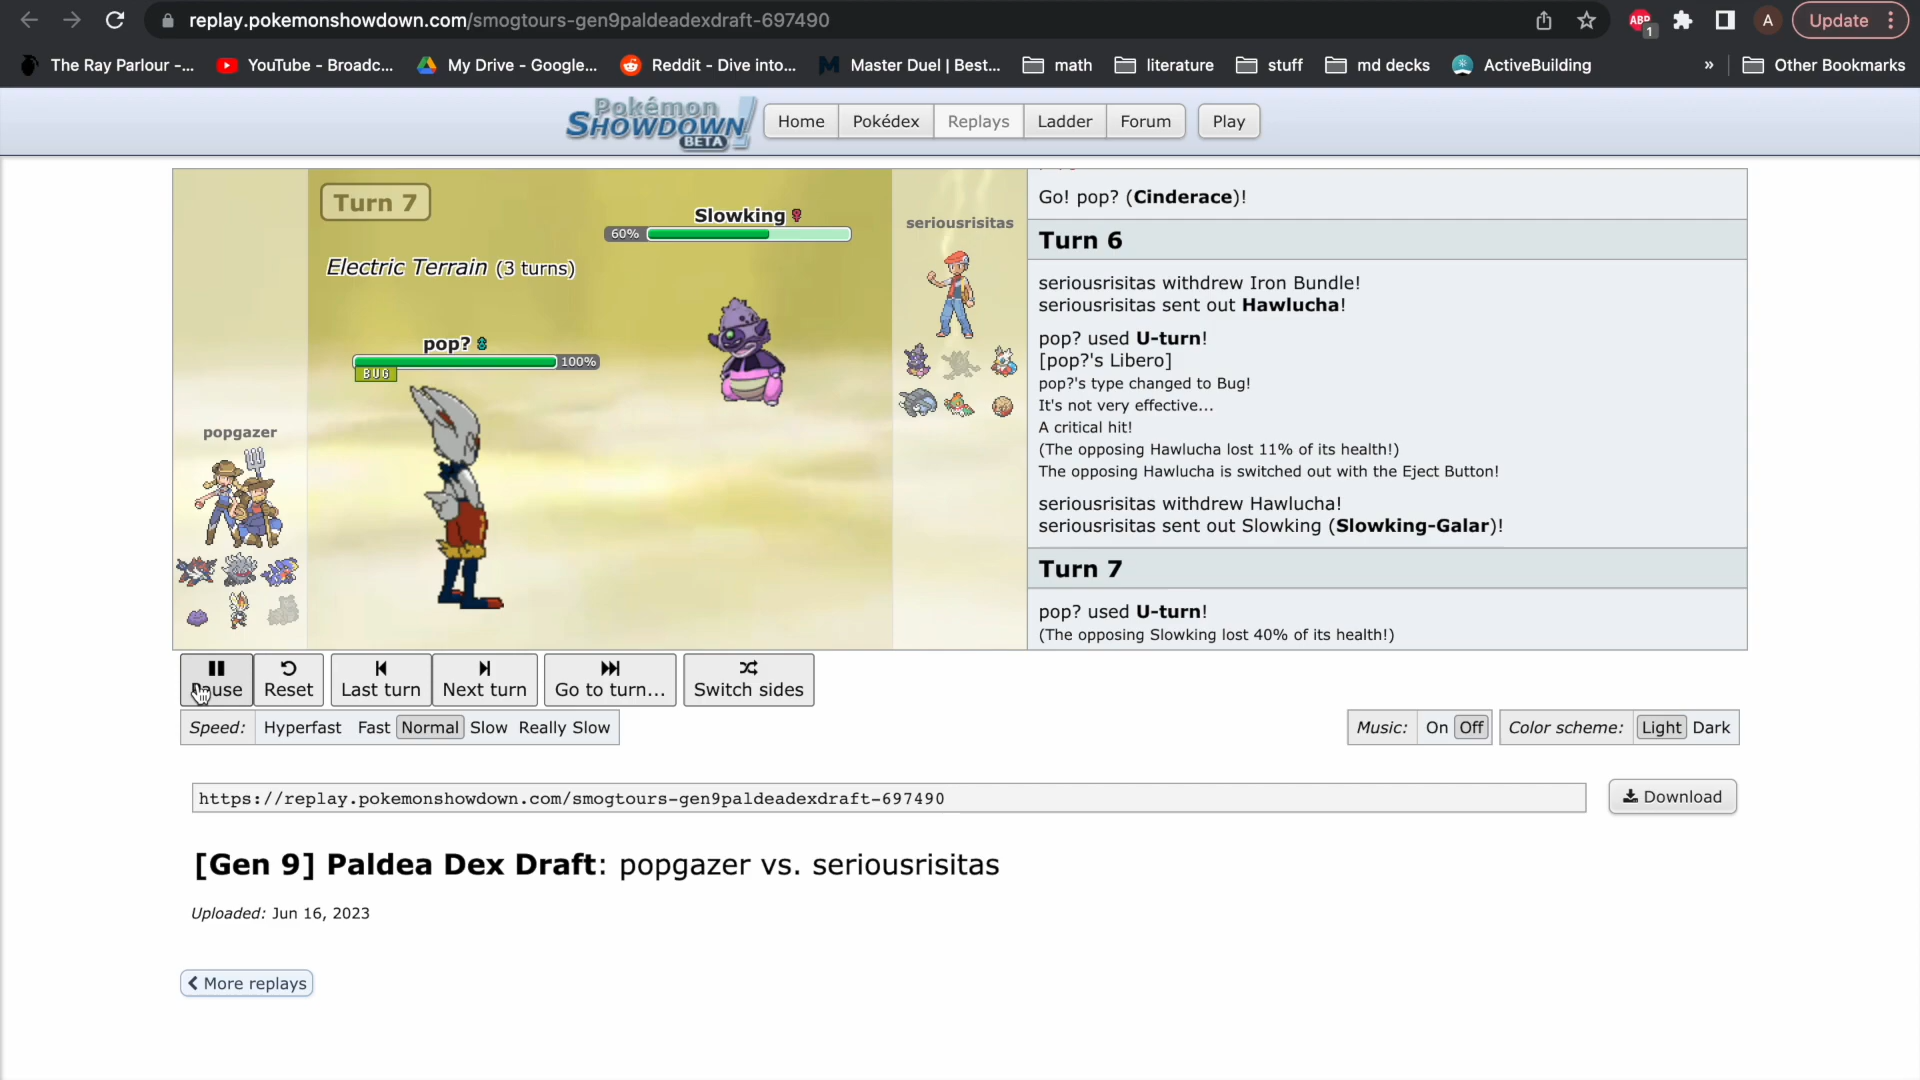 replay.pokemonshowdown.com/smogtours-gen9paldeadexdraft-697490
ABP
1
A
Update
The Ray Parlour -...
YouTube - Broadc...
My Drive - Google...
Reddit - Dive into...
Master Duel | Best...
math
literature
stuff
md decks
ActiveBuilding
»
Other Bookmarks
Pokémon
SHOWDOWN!
BETA
Home
Pokédex
Replays
Ladder
Forum
Play
Turn 7
Slowking
60%
Electric Terrain (3 turns)
pop?
100%
BUG
popgazer
seriousrisitas
Go! pop? (Cinderace)!
Turn 6
seriousrisitas withdrew Iron Bundle!
seriousrisitas sent out Hawlucha!
pop? used U-turn!
[pop?'s Libero]
pop?'s type changed to Bug!
It's not very effective...
A critical hit!
(The opposing Hawlucha lost 11% of its health!)
The opposing Hawlucha is switched out with the Eject Button!
seriousrisitas withdrew Hawlucha!
seriousrisitas sent out Slowking (Slowking-Galar)!
Turn 7
pop? used U-turn!
(The opposing Slowking lost 40% of its health!)
Pause
Reset
Last turn
Next turn
Go to turn...
Switch sides
Speed: Hyperfast Fast Normal Slow Really Slow
Music: On Off
Color scheme: Light Dark
https://replay.pokemonshowdown.com/smogtours-gen9paldeadexdraft-697490
Download
[Gen 9] Paldea Dex Draft: popgazer vs. seriousrisitas
Uploaded: Jun 16, 2023
More replays